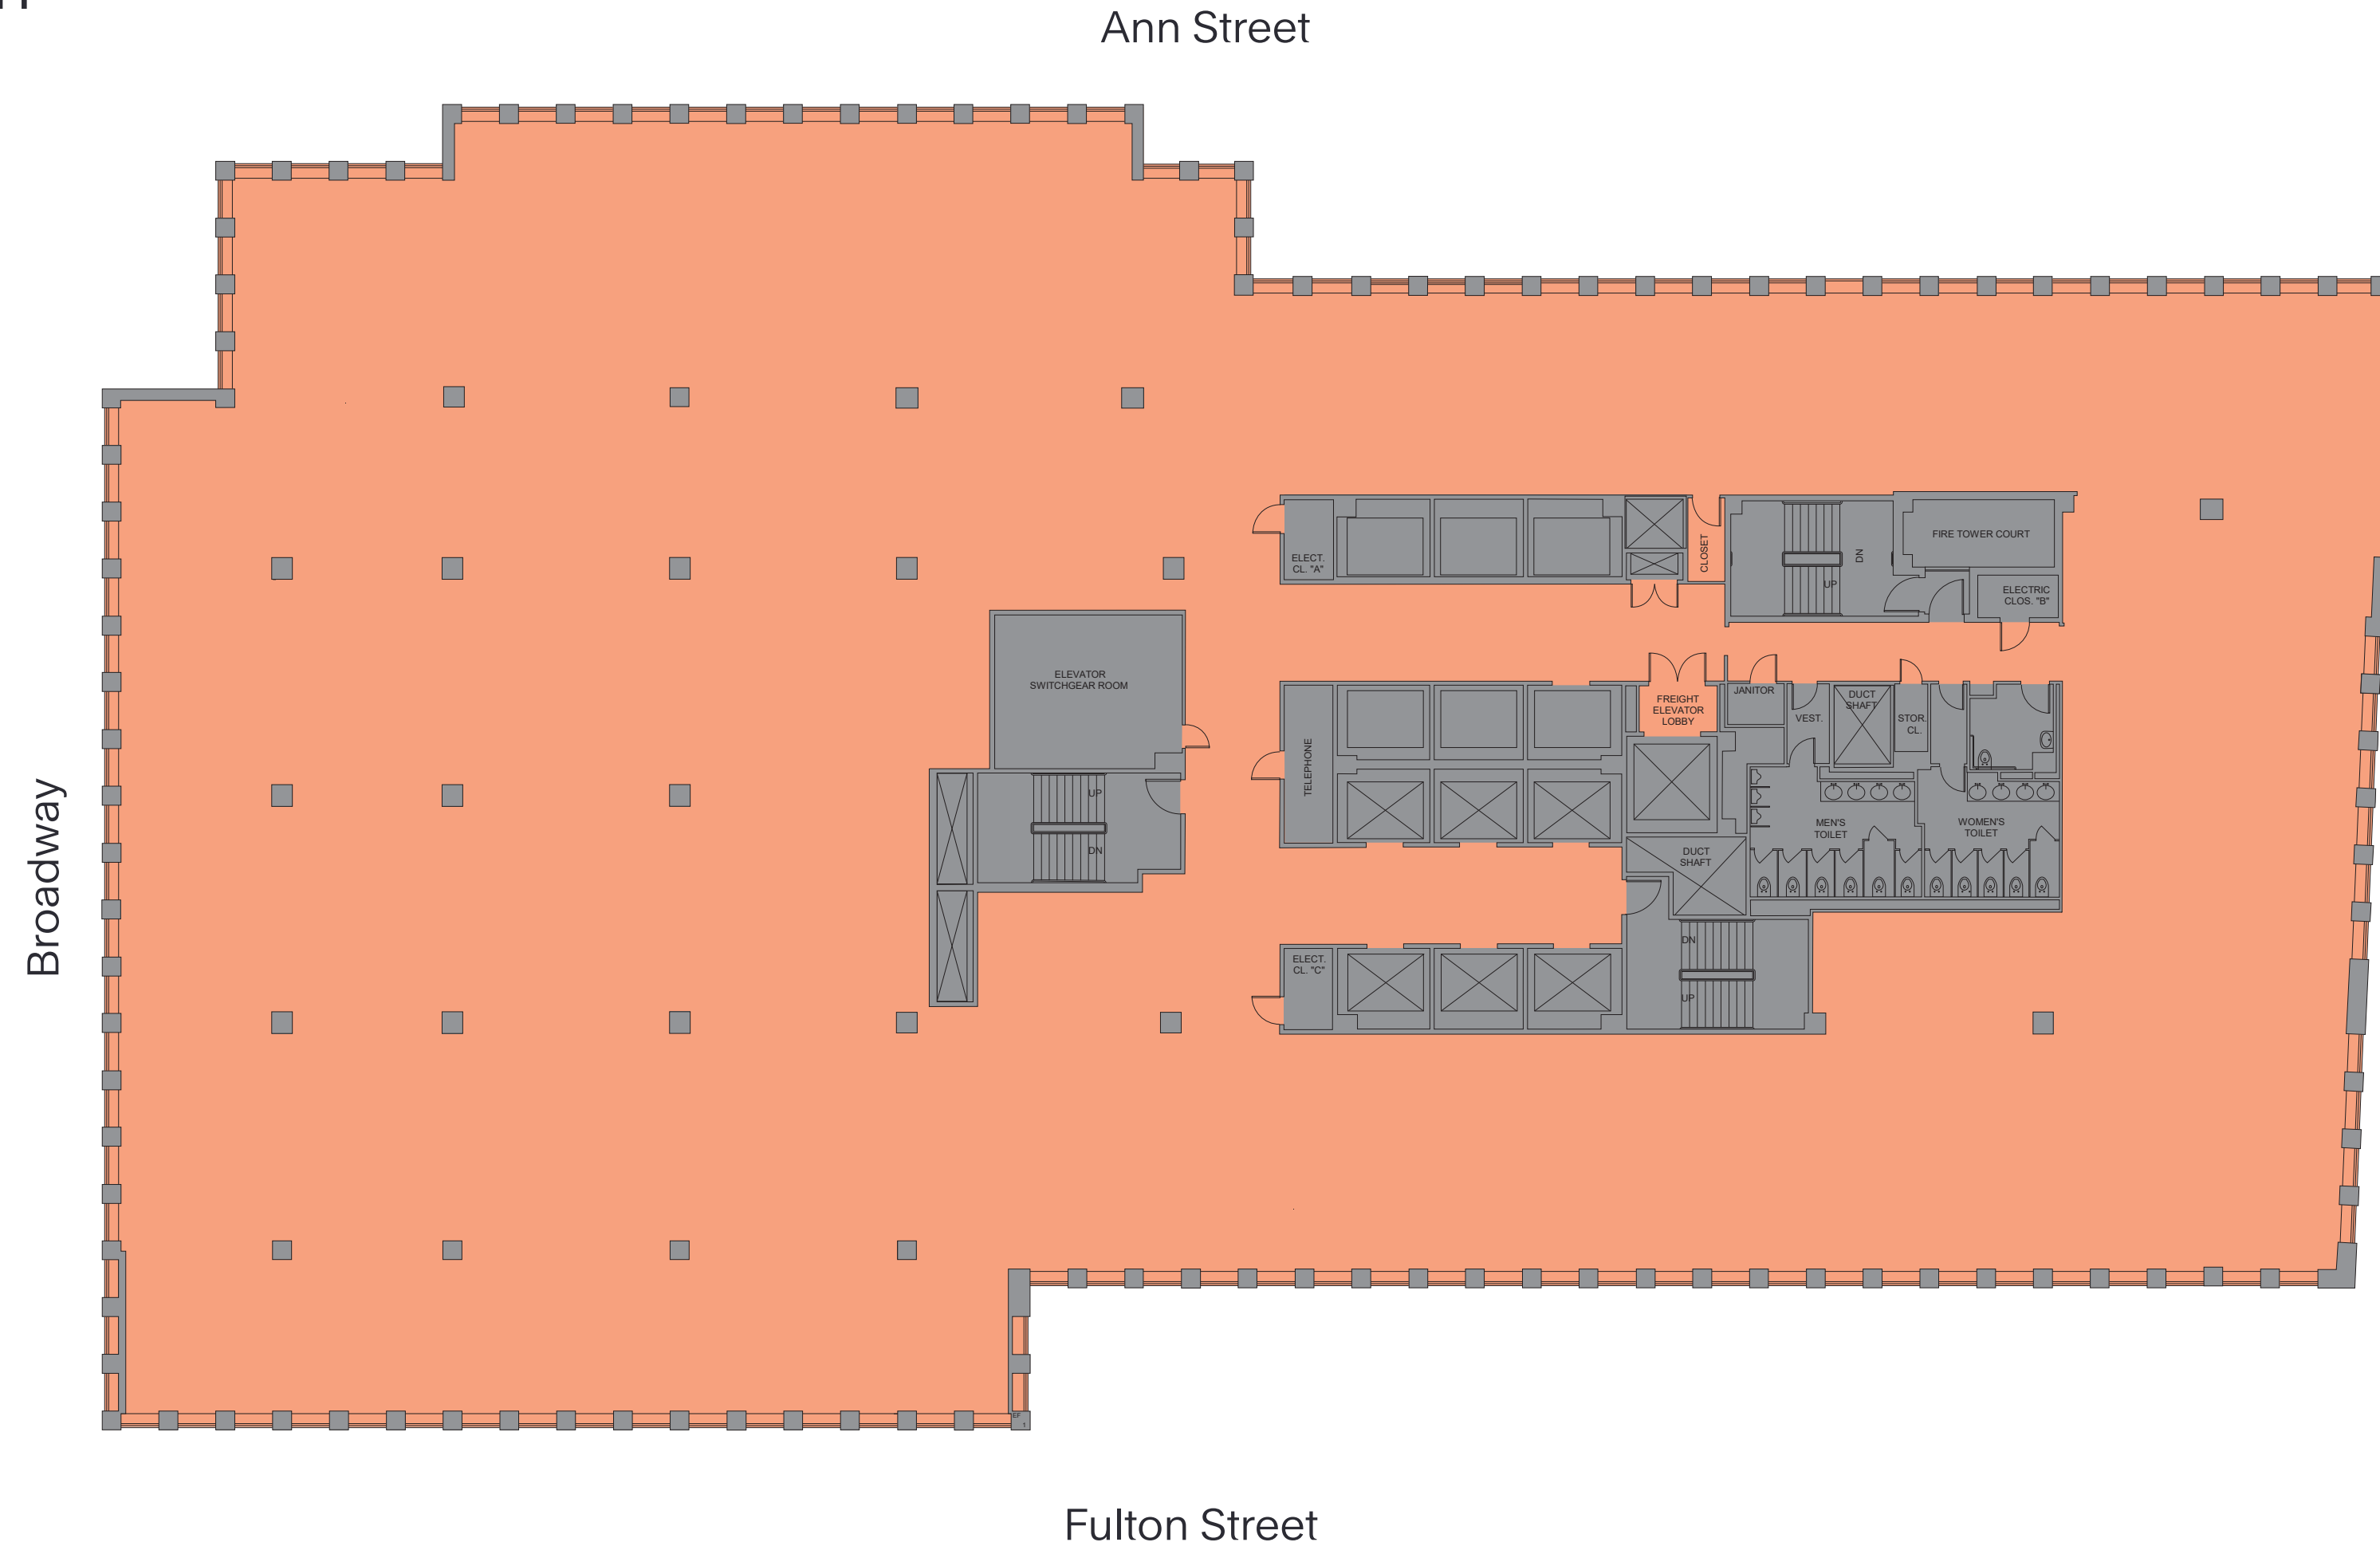 Ann Street
ELECT.
CL. "A"
CLOSET
DN
UP
FIRE TOWER COURT
ELECTRIC
CLOS. "B"
ELEVATOR
SWITCHGEAR ROOM
UP
DN
TELEPHONE
FREIGHT
ELEVATOR
LOBBY
JANITOR
VEST.
DUCT
SHAFT
STOR.
CL.
MEN'S
TOILET
WOMEN'S
TOILET
DUCT
SHAFT
DN
UP
ELECT.
CL. "C"
Broadway
EF
1
Fulton Street